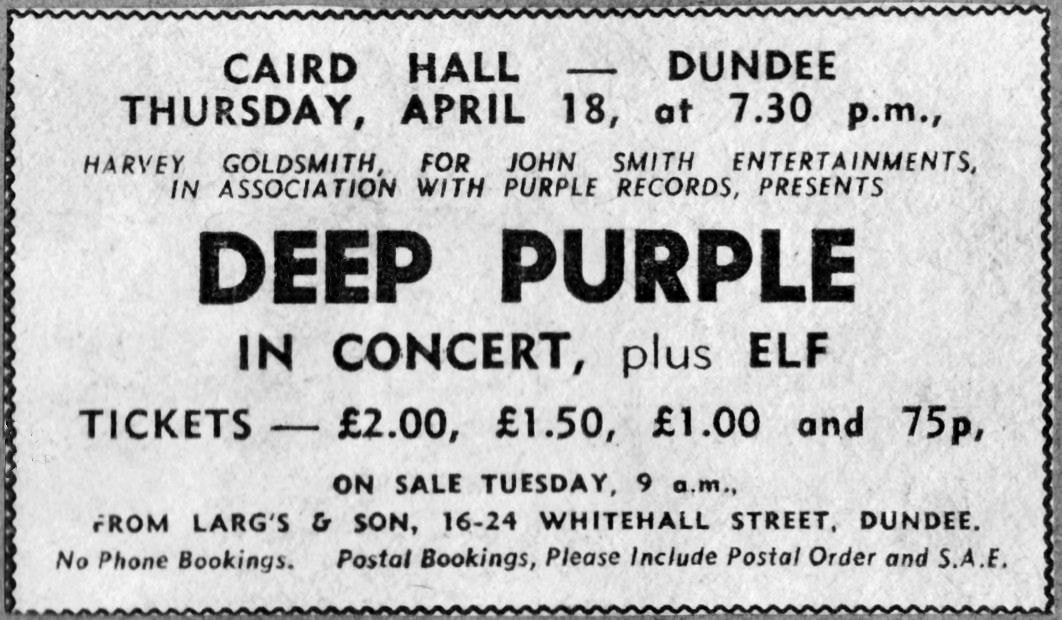 CAIRD HALL — DUNDEE
THURSDAY, APRIL 18, at 7.30 p.m.,
HARVEY GOLDSMITH, FOR JOHN SMITH ENTERTAINMENTS,
IN ASSOCIATION WITH PURPLE RECORDS, PRESENTS
DEEP PURPLE
IN CONCERT, plus ELF
TICKETS — £2.00, £1.50, £1.00 and 75p,
ON SALE TUESDAY, 9 a.m.,
FROM LARG'S & SON, 16-24 WHITEHALL STREET, DUNDEE.
No Phone Bookings. Postal Bookings, Please Include Postal Order and S.A.E.